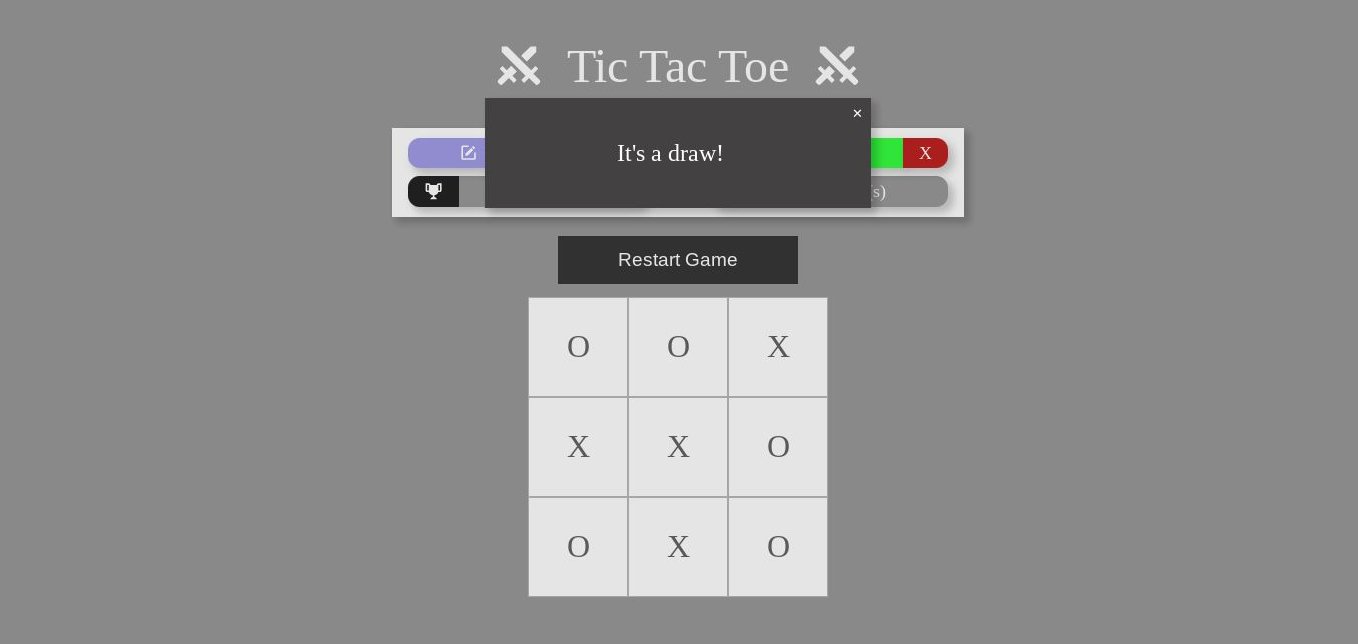 Tic Tac Toe
×
It's a draw!
X
(s)
Restart Game
O O X
X X O
O X O